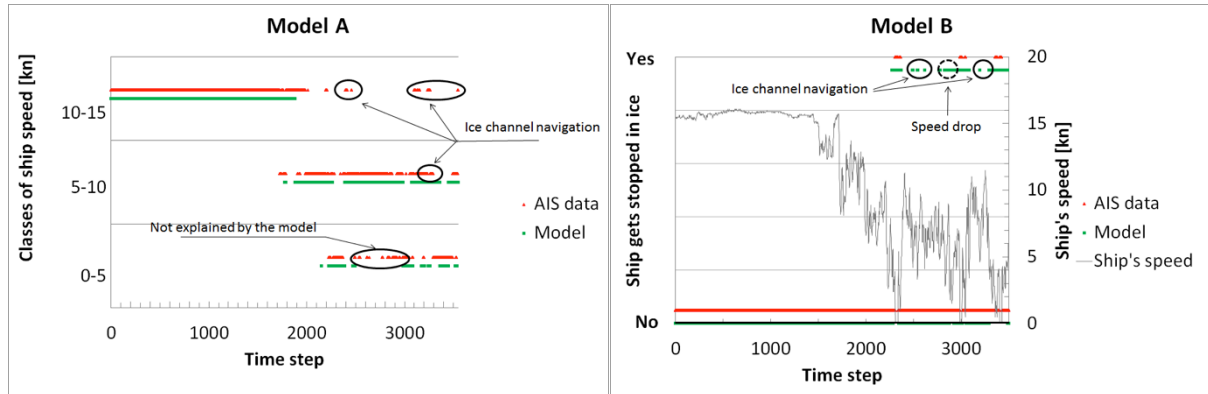 Model A
Classes of ship speed [kn]
10-15
5-10
0-5
Ice channel navigation
Not explained by the model
AIS data
Model
0 1000 2000 3000
Time step
Model B
Ship gets stopped in ice
Yes
No
Ice channel navigation
Speed drop
20
15
10
5
0
Ship's speed [kn]
AIS data
Model
Ship's speed
0 1000 2000 3000
Time step